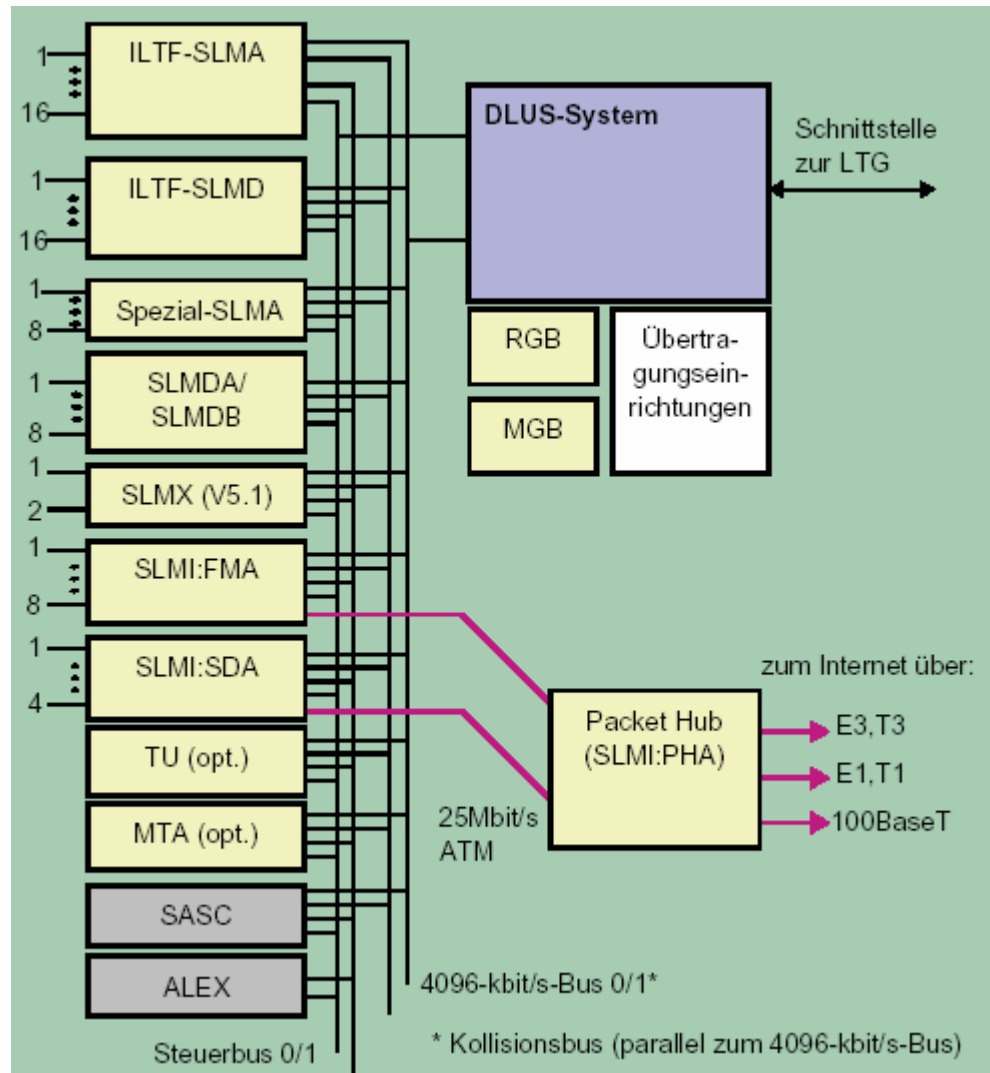 ILTF-SLMA
1
16
DLUS-System
Schnittstelle
zur LTG
ILTF-SLMD
1
16
Spezial-SLMA
1
8
RGB
MGB
Übertra-
gungsein-
richtungen
SLMDA/
SLMDB
1
8
SLMX (V5.1)
1
2
SLMI:FMA
1
8
SLMI:SDA
1
4
zum Internet über:
Packet Hub
(SLMI:PHA)
E3,T3
E1,T1
100BaseT
25Mbit/s
ATM
TU (opt.)
MTA (opt.)
SASC
ALEX
4096-kbit/s-Bus 0/1*
Steuerbus 0/1
* Kollisionsbus (parallel zum 4096-kbit/s-Bus)